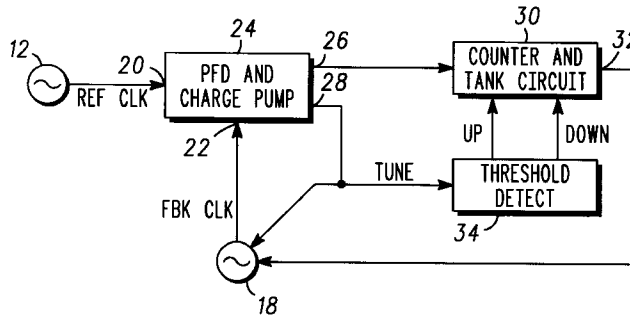 12
REF CLK
20
24
PFD AND
CHARGE PUMP
22
26
28
30
COUNTER AND
TANK CIRCUIT
32
UP
DOWN
TUNE
THRESHOLD
DETECT
34
FBK CLK
18